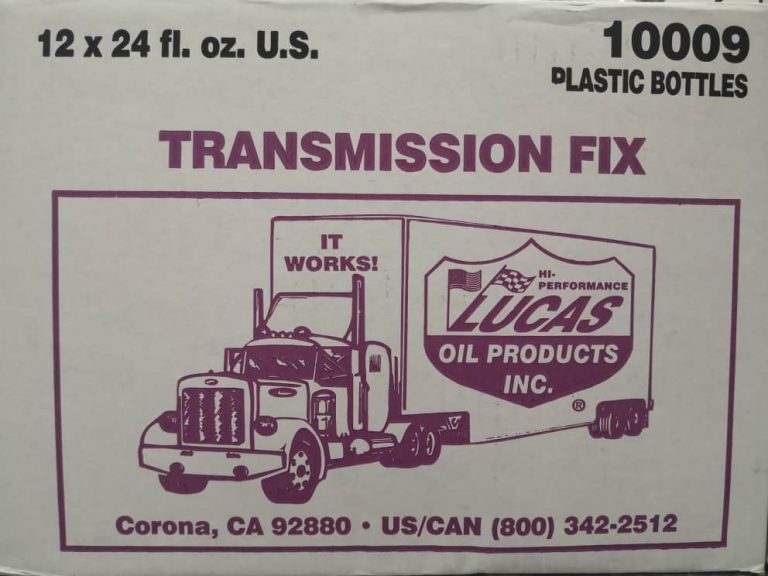 12 x 24 fl. oz. U.S.
10009
PLASTIC BOTTLES
TRANSMISSION FIX
IT
WORKS!
HI-
PERFORMANCE
LUCAS
OIL PRODUCTS
INC.
®
Corona, CA 92880 • US/CAN (800) 342-2512